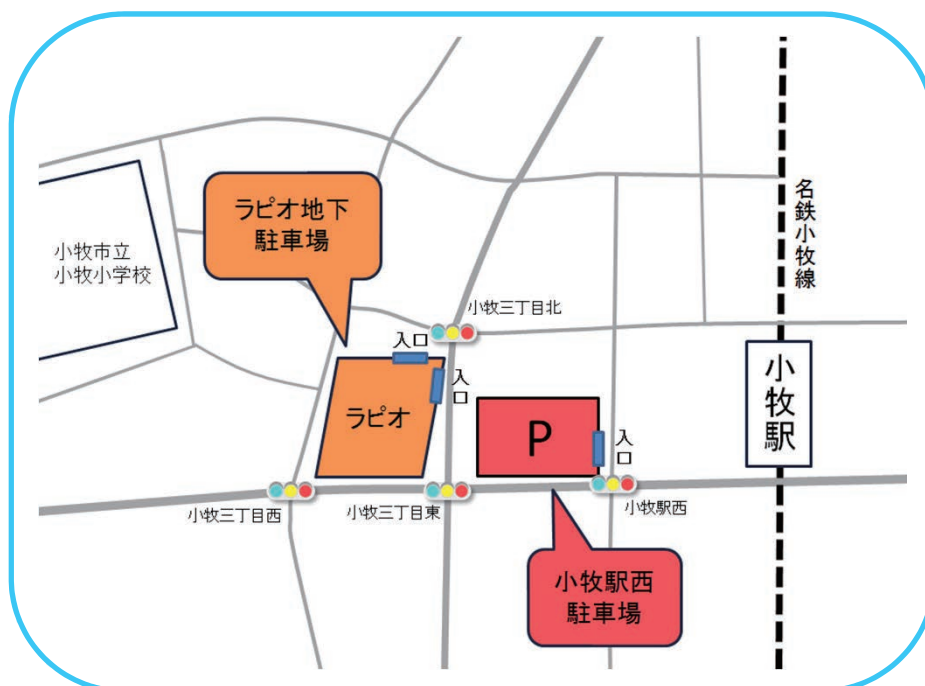 ラピオ地下
駐車場
名鉄小牧線
小牧市立
小牧小学校
小牧三丁目北
入口
入口
小牧駅
ラピオ
P
入口
小牧三丁目西
小牧三丁目東
小牧駅西
小牧駅西
駐車場